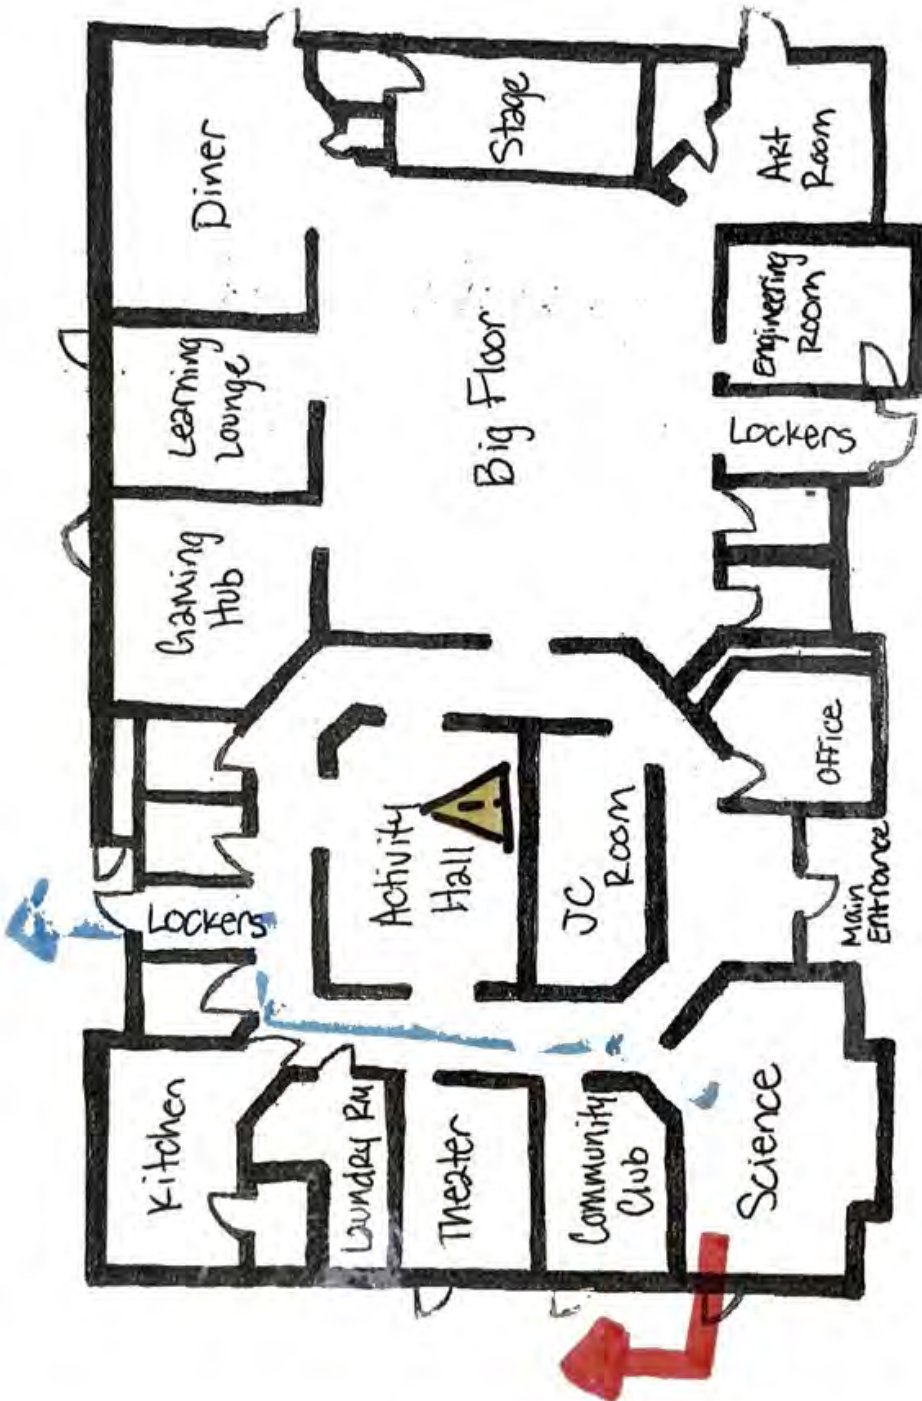 Diner
Stage
Art
Room
Learning
Lounge
Big Floor
Engineering
Room
Lockers
Gaming
Hub
Activity
Hall
!
JC
Room
Office
Main
Entrance
Lockers
Kitchen
Laundry Rm
Theater
Community
Club
Science